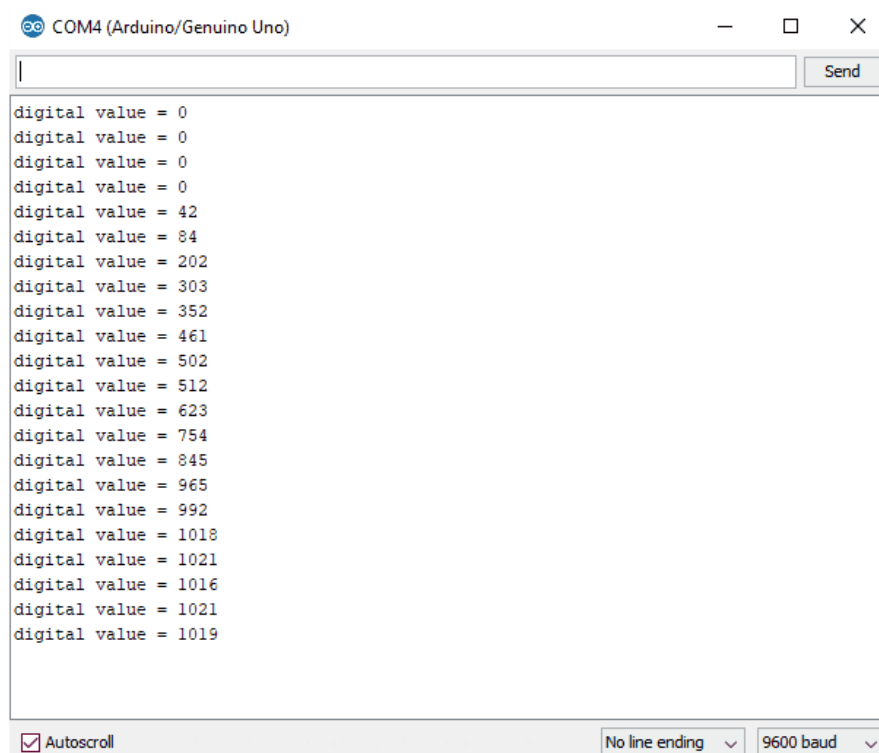 COM4 (Arduino/Genuino Uno)
Send
digital value = 0
digital value = 0
digital value = 0
digital value = 0
digital value = 42
digital value = 84
digital value = 202
digital value = 303
digital value = 352
digital value = 461
digital value = 502
digital value = 512
digital value = 623
digital value = 754
digital value = 845
digital value = 965
digital value = 992
digital value = 1018
digital value = 1021
digital value = 1016
digital value = 1021
digital value = 1019
Autoscroll No line ending 9600 baud